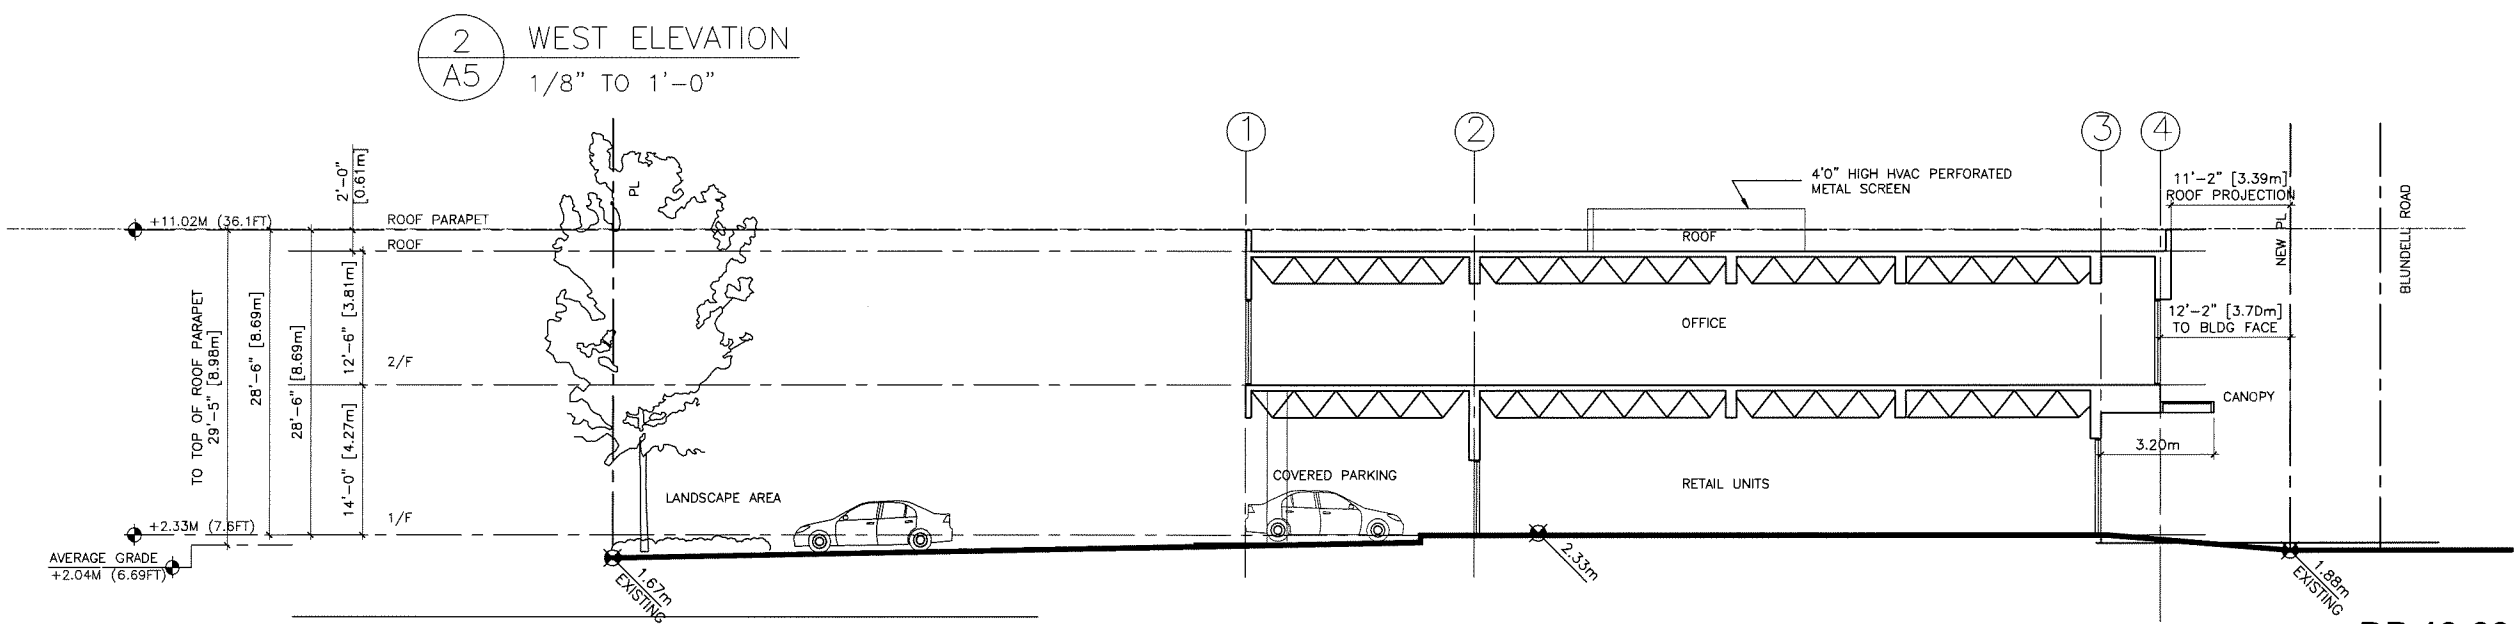 2
A5
WEST ELEVATION
1/8" TO 1'-0"
1
2
3
4
2'-0"
[0.61m]
PL
4'0" HIGH HVAC PERFORATED
METAL SCREEN
11'-2" [3.39m]
ROOF PROJECTION
NEW PL
BLUNDELL ROAD
+11.02M (36.1FT)
ROOF PARAPET
ROOF
ROOF
TO TOP OF ROOF PARAPET
29'-5" [8.98m]
28'-6" [8.69m]
28'-6" [8.69m]
12'-6" [3.81m]
14'-0" [4.27m]
2/F
OFFICE
12'-2" [3.70m]
TO BLDG FACE
CANOPY
3.20m
COVERED PARKING
RETAIL UNITS
LANDSCAPE AREA
1/F
+2.33M (7.6FT)
AVERAGE GRADE
+2.04M (6.69FT)
1.67m
EXISTING
2.33m
1.88m
EXISTING